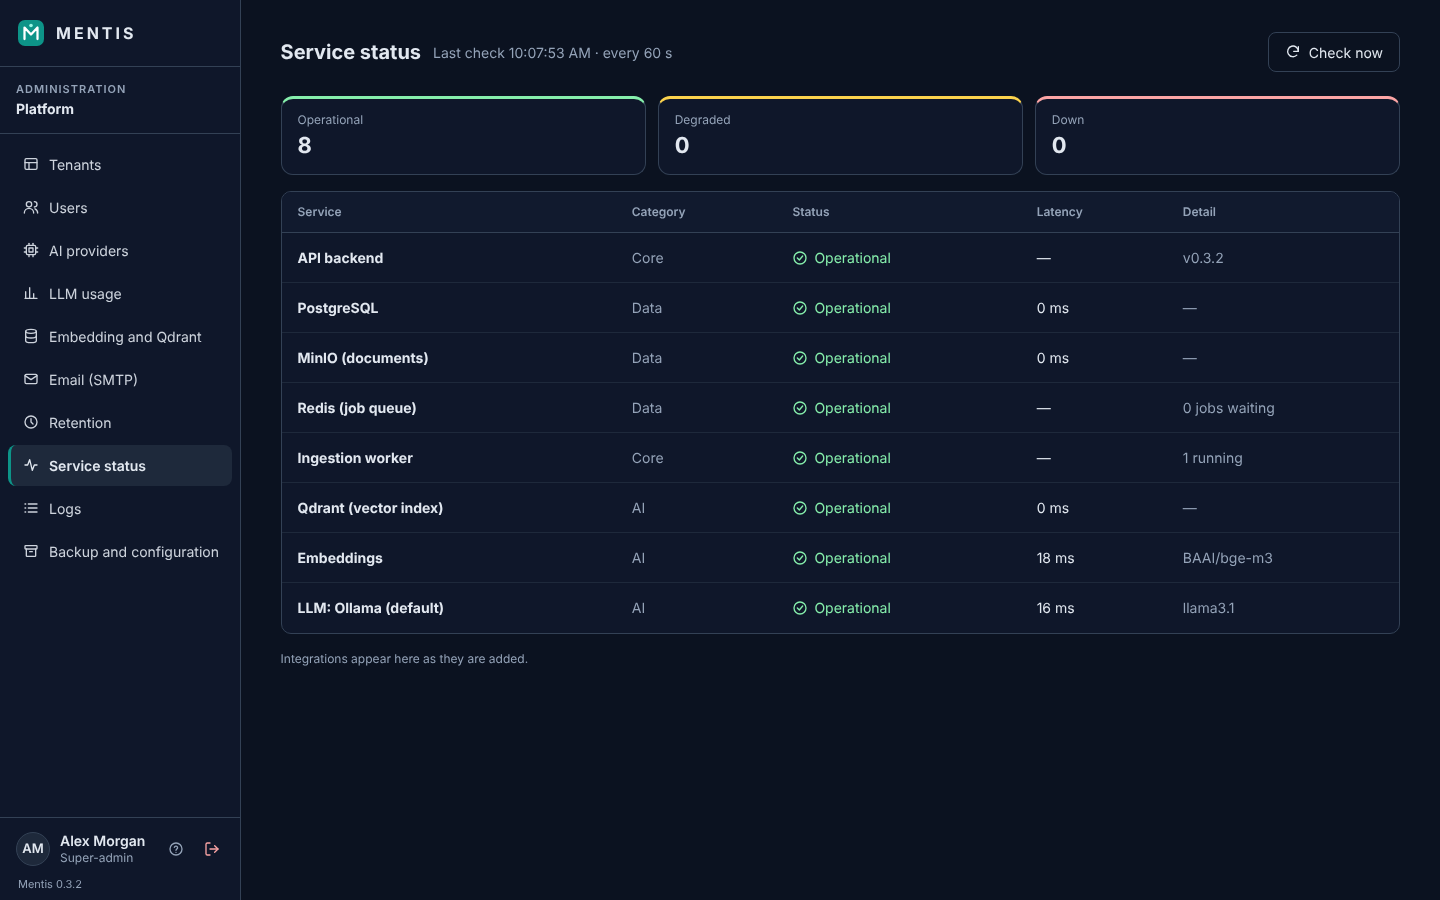 MENTIS
ADMINISTRATION
Platform
Tenants
Users
AI providers
LLM usage
Embedding and Qdrant
Email (SMTP)
Retention
Service status
Logs
Backup and configuration
AM
Alex Morgan
Super-admin
Mentis 0.3.2
Service status Last check 10:07:53 AM · every 60 s
Check now
Operational
8
Degraded
0
Down
0
Service Category Status Latency Detail
API backend Core Operational — v0.3.2
PostgreSQL Data Operational 0 ms —
MinIO (documents) Data Operational 0 ms —
Redis (job queue) Data Operational — 0 jobs waiting
Ingestion worker Core Operational — 1 running
Qdrant (vector index) AI Operational 0 ms —
Embeddings AI Operational 18 ms BAAI/bge-m3
LLM: Ollama (default) AI Operational 16 ms llama3.1
Integrations appear here as they are added.